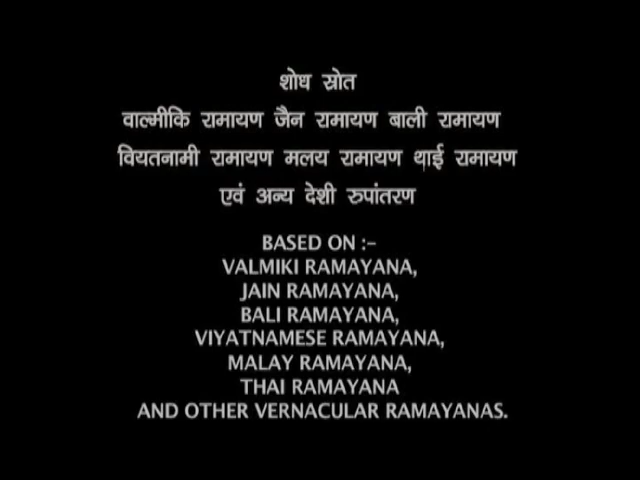 शोध स्रोत
वाल्मीकि रामायण जैन रामायण बाली रामायण
वियतनामी रामायण मलय रामायण थाई रामायण
एवं अन्य देशी रुपांतरण
BASED ON :-
VALMIKI RAMAYANA,
JAIN RAMAYANA,
BALI RAMAYANA,
VIYATNAMESE RAMAYANA,
MALAY RAMAYANA,
THAI RAMAYANA
AND OTHER VERNACULAR RAMAYANAS.